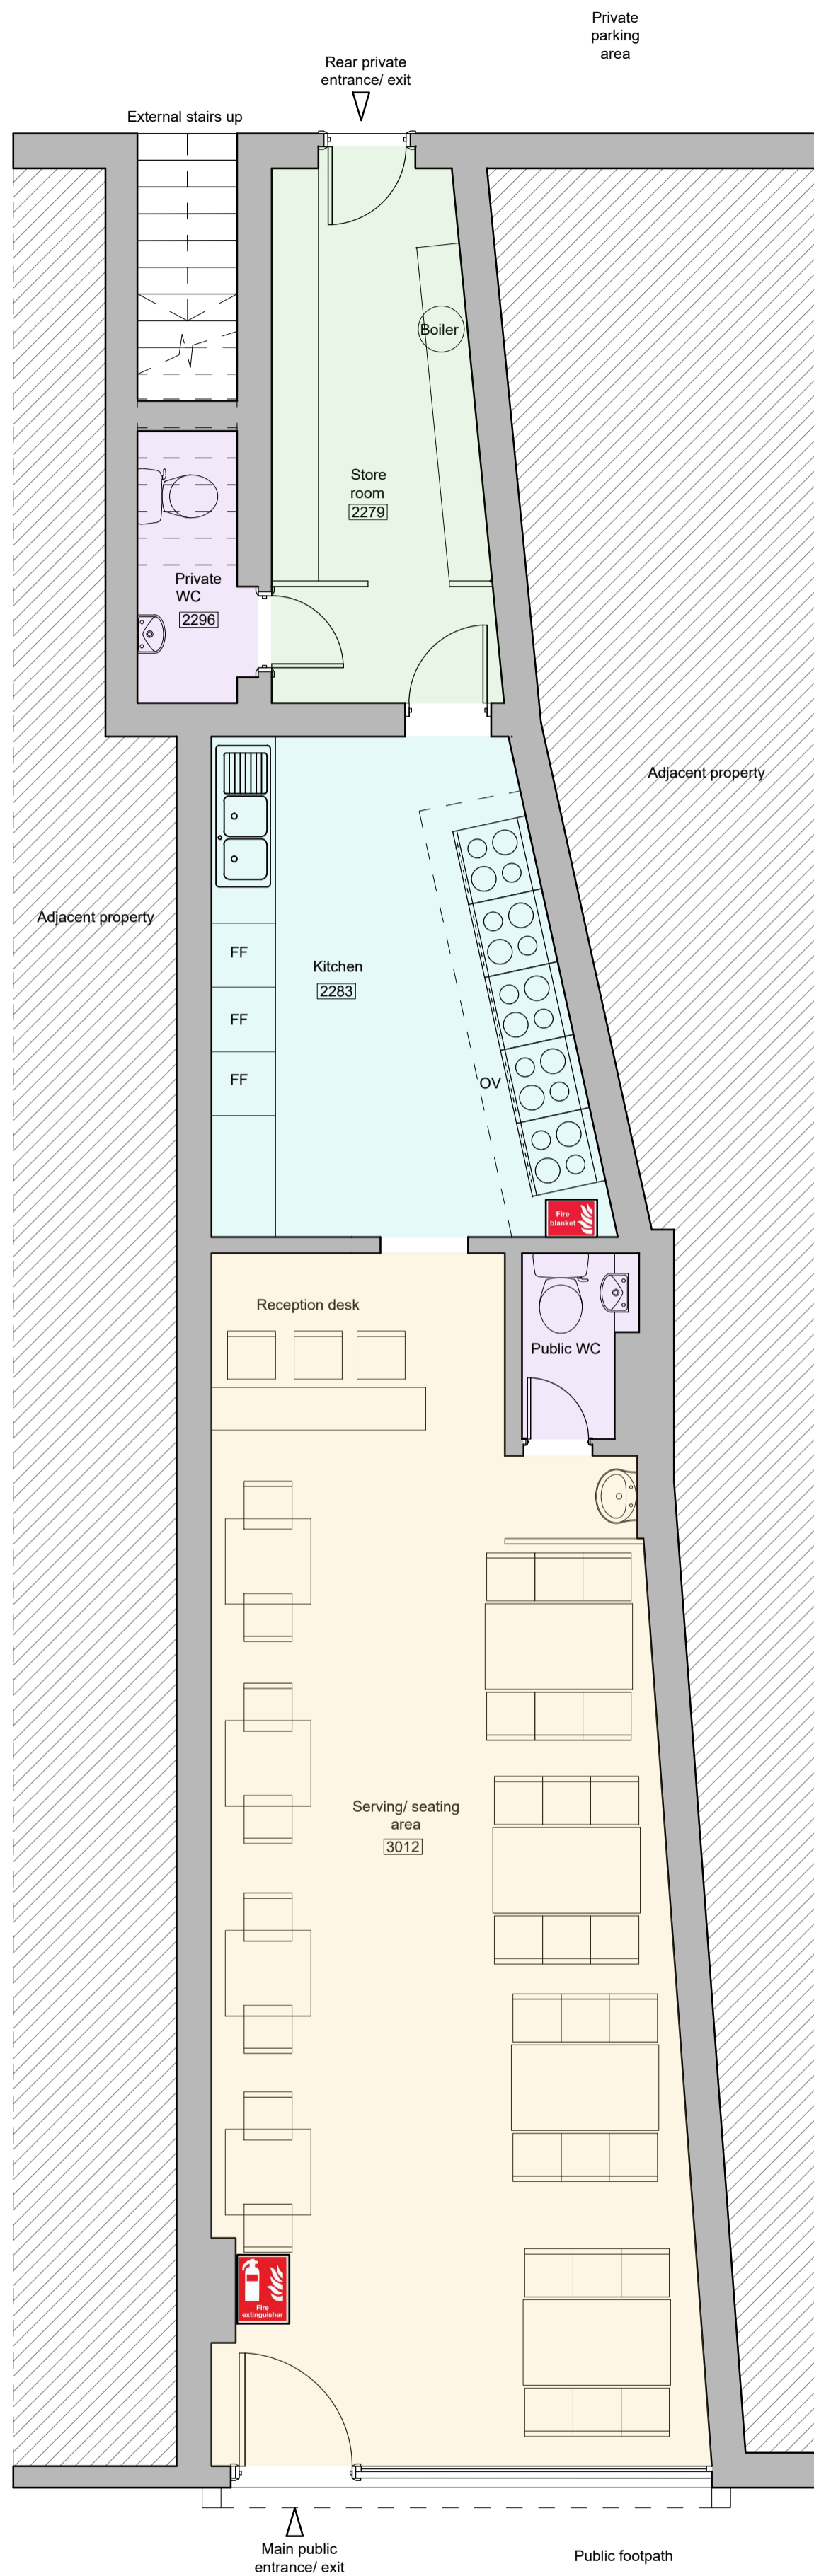 Private
parking
area
Rear private
entrance/ exit
External stairs up
Boiler
Store
room
2279
Private
WC
2296
Adjacent property
Adjacent property
FF
Kitchen
2283
FF
FF
OV
Fire
blanket
Reception desk
Public WC
Serving/ seating
area
3012
Fire
extinguisher
Main public
entrance/ exit
Public footpath